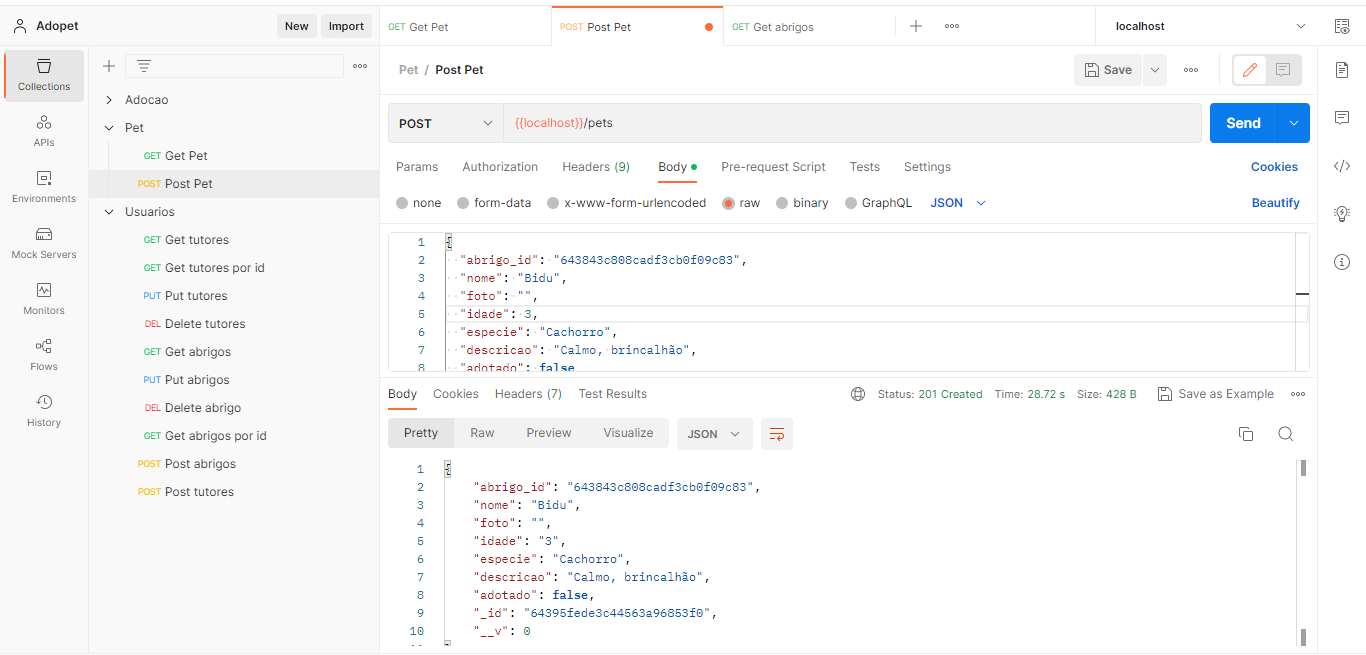 Adopet
New
Import
GET Get Pet
POST Post Pet
GET Get abrigos
localhost
Collections
APIs
Environments
Mock Servers
Monitors
Flows
History
Adocao
Pet
GET Get Pet
POST Post Pet
Usuarios
GET Get tutores
GET Get tutores por id
PUT Put tutores
DEL Delete tutores
GET Get abrigos
PUT Put abrigos
DEL Delete abrigo
GET Get abrigos por id
POST Post abrigos
POST Post tutores
Pet / Post Pet
Save
POST
{{localhost}}/pets
Send
Params Authorization Headers (9) Body Pre-request Script Tests Settings Cookies
none form-data x-www-form-urlencoded raw binary GraphQL JSON Beautify
1 {
2 "abrigo_id": "643843c808cadf3cb0f09c83",
3 "nome": "Bidu",
4 "foto": "",
5 "idade": 3,
6 "especie": "Cachorro",
7 "descricao": "Calmo, brincalhão",
8 "adotado": false
Body Cookies Headers (7) Test Results Status: 201 Created Time: 28.72 s Size: 428 B Save as Example
Pretty Raw Preview Visualize JSON
1 {
2 "abrigo_id": "643843c808cadf3cb0f09c83",
3 "nome": "Bidu",
4 "foto": "",
5 "idade": "3",
6 "especie": "Cachorro",
7 "descricao": "Calmo, brincalhão",
8 "adotado": false,
9 "_id": "64395fede3c44563a96853f0",
10 "__v": 0